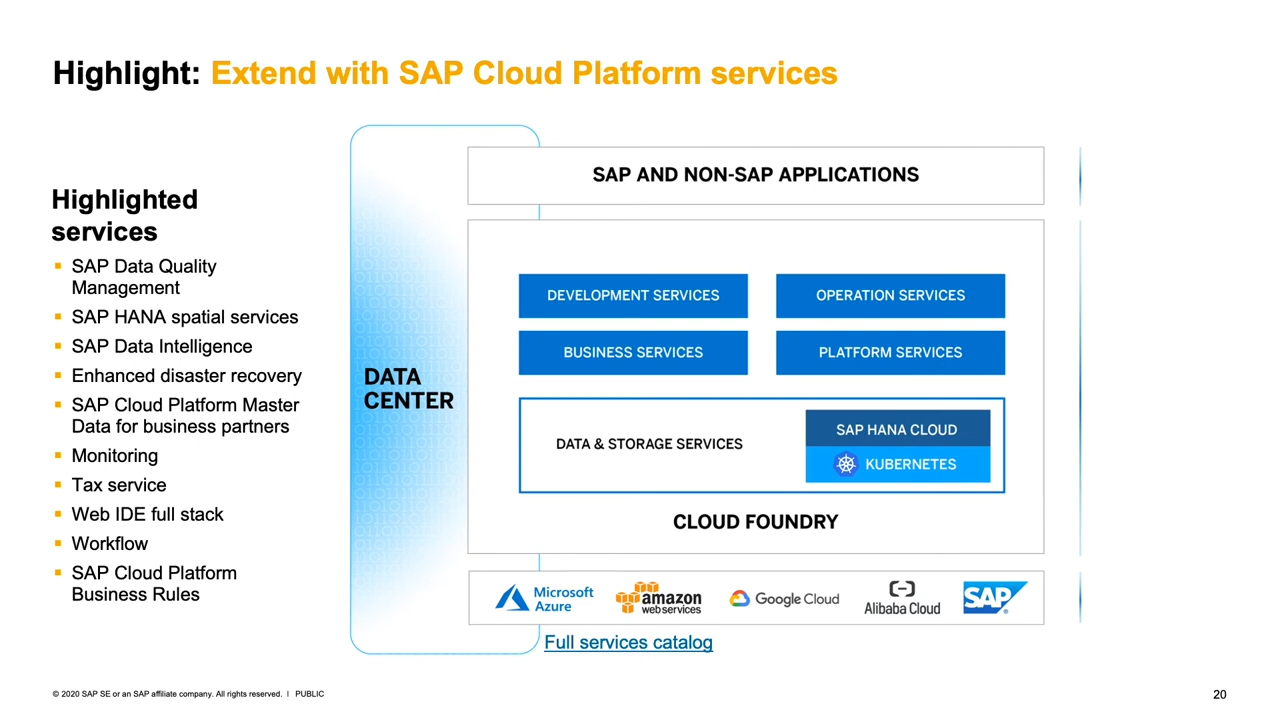 Highlight: Extend with SAP Cloud Platform services
Highlighted
services
SAP Data Quality
Management
SAP HANA spatial services
SAP Data Intelligence
Enhanced disaster recovery
SAP Cloud Platform Master
Data for business partners
Monitoring
Tax service
Web IDE full stack
Workflow
SAP Cloud Platform
Business Rules
DATA
CENTER
SAP AND NON-SAP APPLICATIONS
DEVELOPMENT SERVICES
OPERATION SERVICES
BUSINESS SERVICES
PLATFORM SERVICES
DATA & STORAGE SERVICES
SAP HANA CLOUD
KUBERNETES
CLOUD FOUNDRY
Microsoft
Azure
amazon
web services
Google Cloud
Alibaba Cloud
SAP
Full services catalog
© 2020 SAP SE or an SAP affiliate company. All rights reserved. | PUBLIC
20